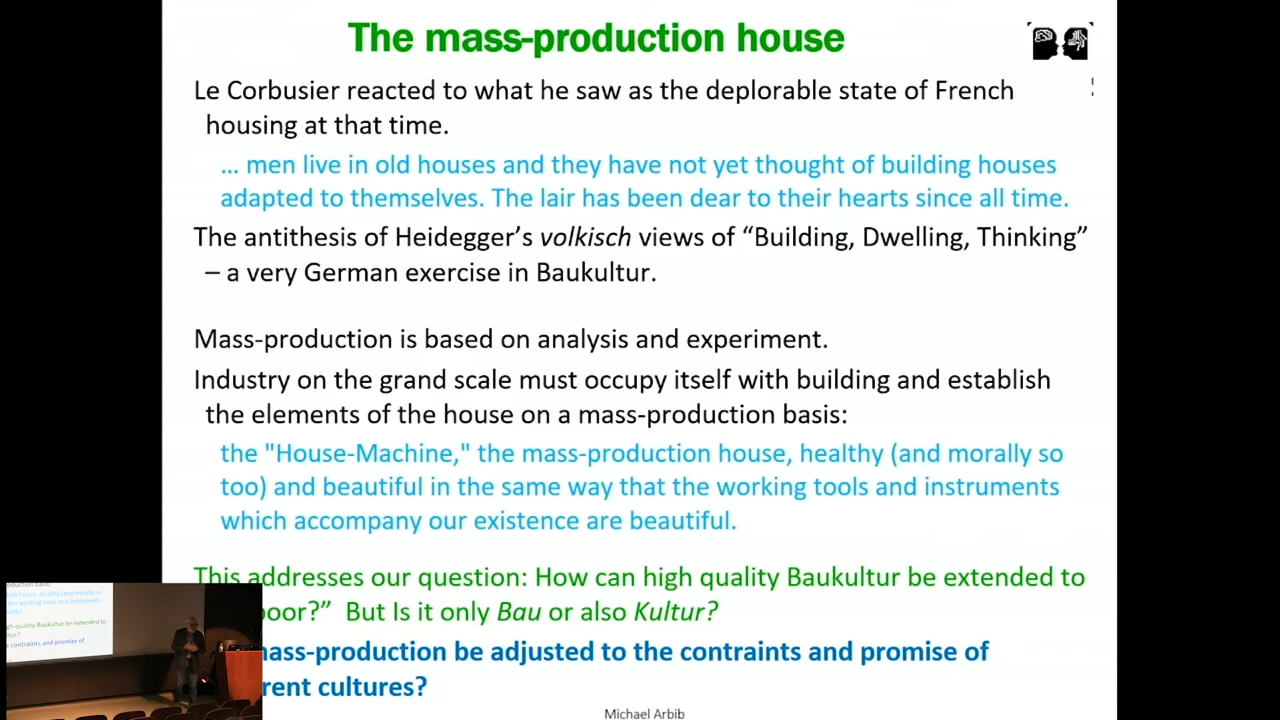 The mass-production house
Le Corbusier reacted to what he saw as the deplorable state of French
housing at that time.
… men live in old houses and they have not yet thought of building houses
adapted to themselves. The lair has been dear to their hearts since all time.
The antithesis of Heidegger's volkisch views of “Building, Dwelling, Thinking”
– a very German exercise in Baukultur.
Mass-production is based on analysis and experiment.
Industry on the grand scale must occupy itself with building and establish
the elements of the house on a mass-production basis:
the "House-Machine," the mass-production house, healthy (and morally so
too) and beautiful in the same way that the working tools and instruments
which accompany our existence are beautiful.
This addresses our question: How can high quality Baukultur be extended to
poor?” But Is it only Bau or also Kultur?
mass-production be adjusted to the contraints and promise of
rent cultures?
Michael Arbib